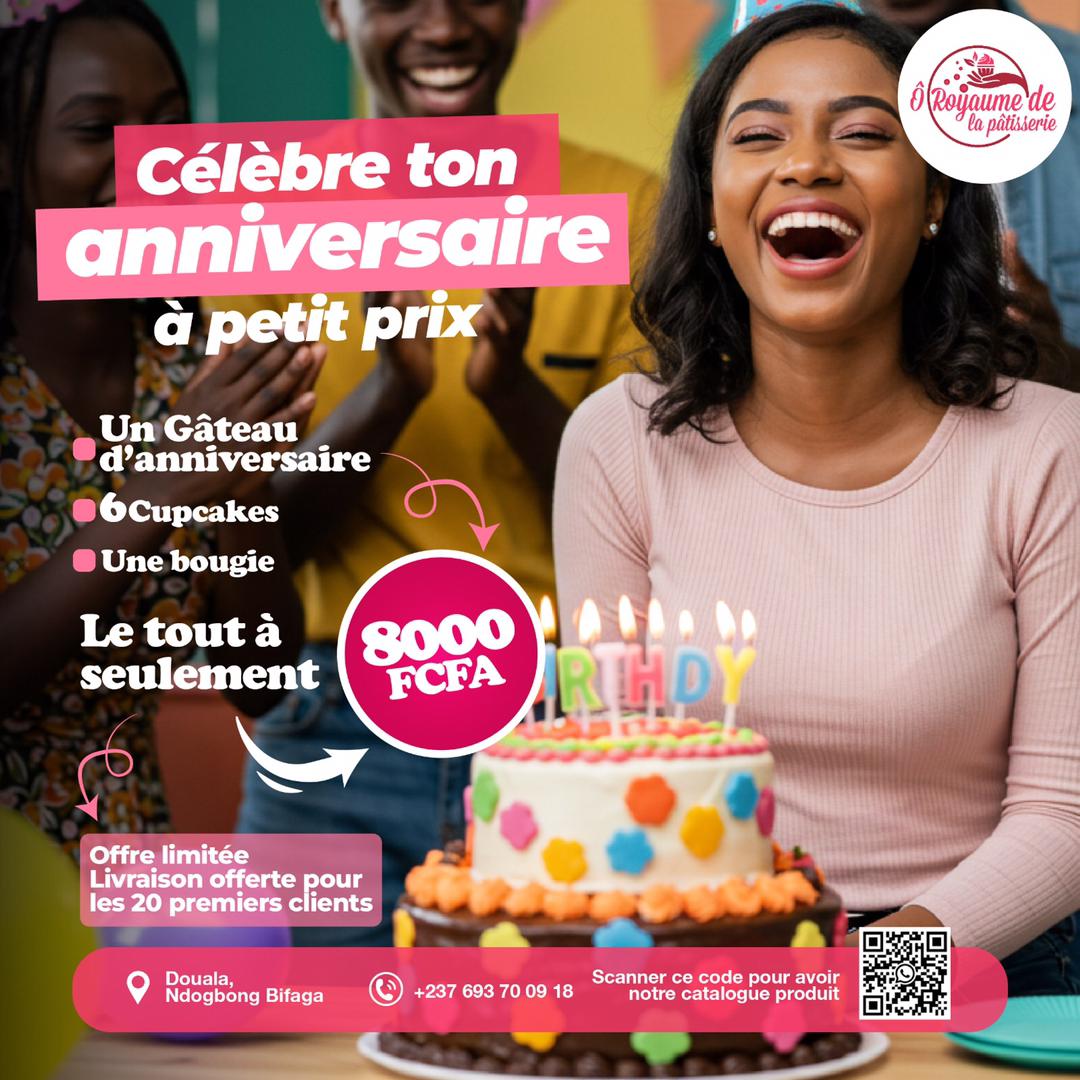 Ô Royaume de
la pâtisserie
Célèbre ton
anniversaire
à petit prix
Un Gâteau
d'anniversaire
6 Cupcakes
Une bougie
Le tout à
seulement
8000
FCFA
IRTHDY
Offre limitée
Livraison offerte pour
les 20 premiers clients
Douala,
Ndogbong Bifaga
+237 693 70 09 18
Scanner ce code pour avoir
notre catalogue produit